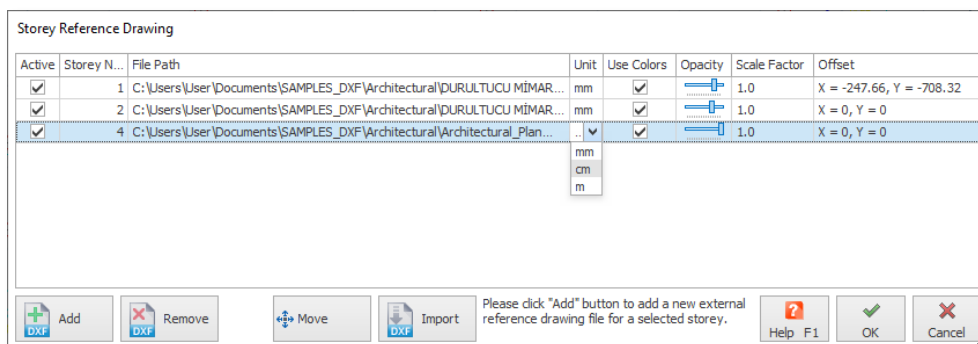 Storey Reference Drawing
Active Storey N... File Path Unit Use Colors Opacity Scale Factor Offset
1 C:\Users\User\Documents\SAMPLES_DXF\Architectural\DURULTUCU MİMAR... mm 1.0 X = -247.66, Y = -708.32
2 C:\Users\User\Documents\SAMPLES_DXF\Architectural\DURULTUCU MİMAR... mm 1.0 X = 0, Y = 0
4 C:\Users\User\Documents\SAMPLES_DXF\Architectural\Architectural_Plan... .. 1.0 X = 0, Y = 0
mm
cm
m
DXF Add
DXF Remove
Move
DXF Import
Please click "Add" button to add a new external
reference drawing file for a selected storey.
Help F1
OK
Cancel